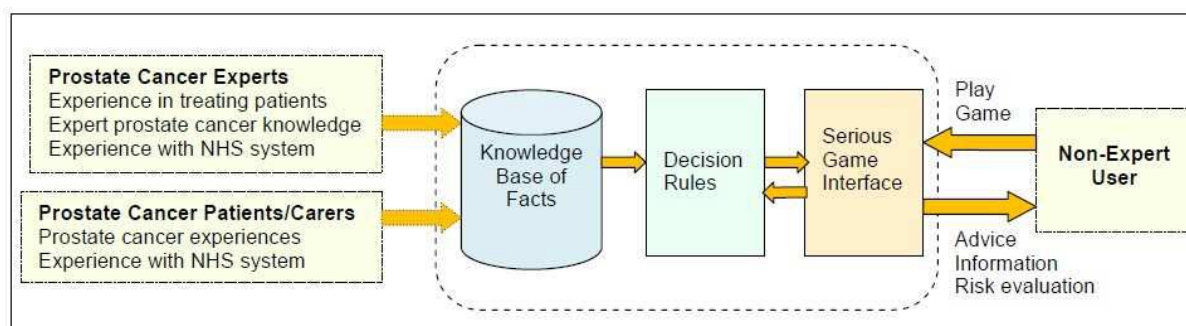 Prostate Cancer Experts
Experience in treating patients
Expert prostate cancer knowledge
Experience with NHS system
Prostate Cancer Patients/Carers
Prostate cancer experiences
Experience with NHS system
Knowledge
Base of
Facts
Decision
Rules
Serious
Game
Interface
Play
Game
Advice
Information
Risk evaluation
Non-Expert
User